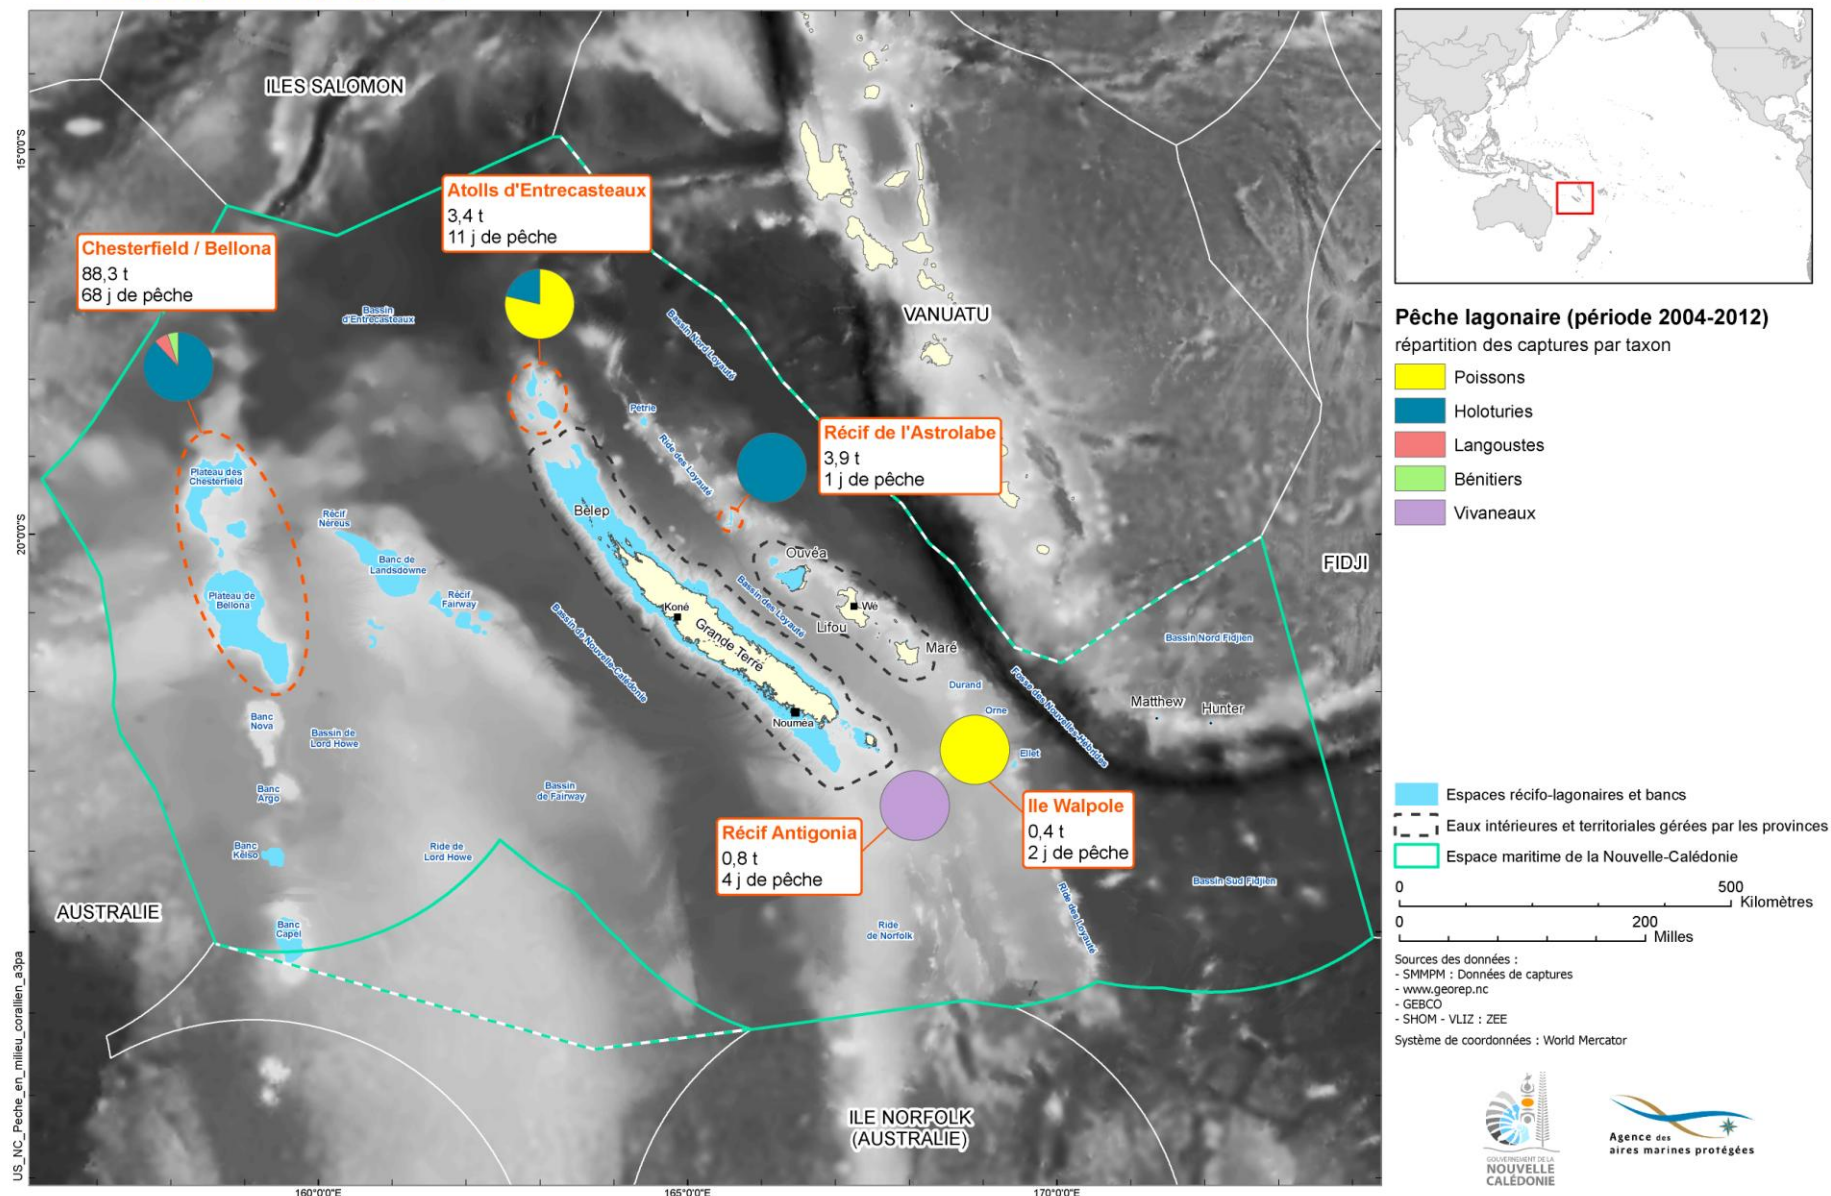 ILES SALOMON
Atolls d'Entrecasteaux
3,4 t
11 j de pêche
Chesterfield / Bellona
88,3 t
68 j de pêche
Bassin
d'Entrecasteaux
Bassin Nord Loyauté
VANUATU
Pétrie
Ride des Loyauté
Récif de l'Astrolabe
3,9 t
1 j de pêche
Plateau des
Chesterfield
Récif
Néreus
Bélep
Banc de
Landsdowne
Ouvéa
FIDJI
Plateau de
Bellona
Récif
Fairway
Bassin des Loyauté
Koné
Wé
Lifou
Grande Terre
Bassin de Nouvelle-Calédonie
Maré
Bassin Nord Fidjien
Durand
Fosse des Nouvelles-Hébrides
Matthew
Hunter
Orne
Banc
Nova
Bassin de
Lord Howe
Nouméa
Ellet
Banc
Argo
Bassin
de Fairway
Ile Walpole
0,4 t
2 j de pêche
Récif Antigonia
0,8 t
4 j de pêche
Banc
Kelso
Ride de
Lord Howe
Bassin Sud Fidjien
AUSTRALIE
Banc
Capel
Ride
de Norfolk
Ride des Loyauté
ILE NORFOLK
(AUSTRALIE)
15°0'0"S
20°0'0"S
160°0'0"E
165°0'0"E
170°0'0"E
US_NC_Peche_en_milieu_corallien_a3pa
Pêche lagonaire (période 2004-2012)
répartition des captures par taxon
Poissons
Holoturies
Langoustes
Bénitiers
Vivaneaux
Espaces récifo-lagonaires et bancs
Eaux intérieures et territoriales gérées par les provinces
Espace maritime de la Nouvelle-Calédonie
0 500
Kilomètres
0 200
Milles
Sources des données :
- SMMPM : Données de captures
- www.georep.nc
- GEBCO
- SHOM - VLIZ : ZEE
Système de coordonnées : World Mercator
GOUVERNEMENT DE LA
NOUVELLE
CALÉDONIE
Agence des
aires marines protégées